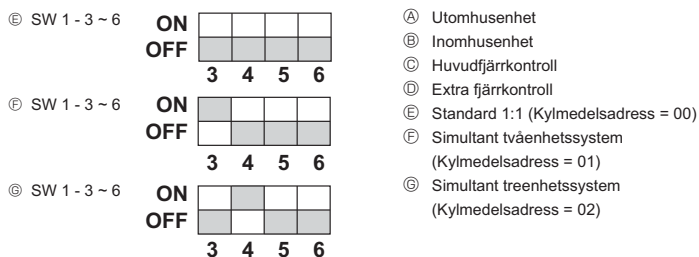 Ⓔ SW 1 - 3 ~ 6
ON
OFF
3 4 5 6
Ⓕ SW 1 - 3 ~ 6
ON
OFF
3 4 5 6
Ⓖ SW 1 - 3 ~ 6
ON
OFF
3 4 5 6
Ⓐ Utomhusenhet
Ⓑ Inomhusenhet
Ⓒ Huvudfjärrkontroll
Ⓓ Extra fjärrkontroll
Ⓔ Standard 1:1 (Kylmedelsadress = 00)
Ⓕ Simultant tvåenhetssystem
(Kylmedelsadress = 01)
Ⓖ Simultant treenhetssystem
(Kylmedelsadress = 02)